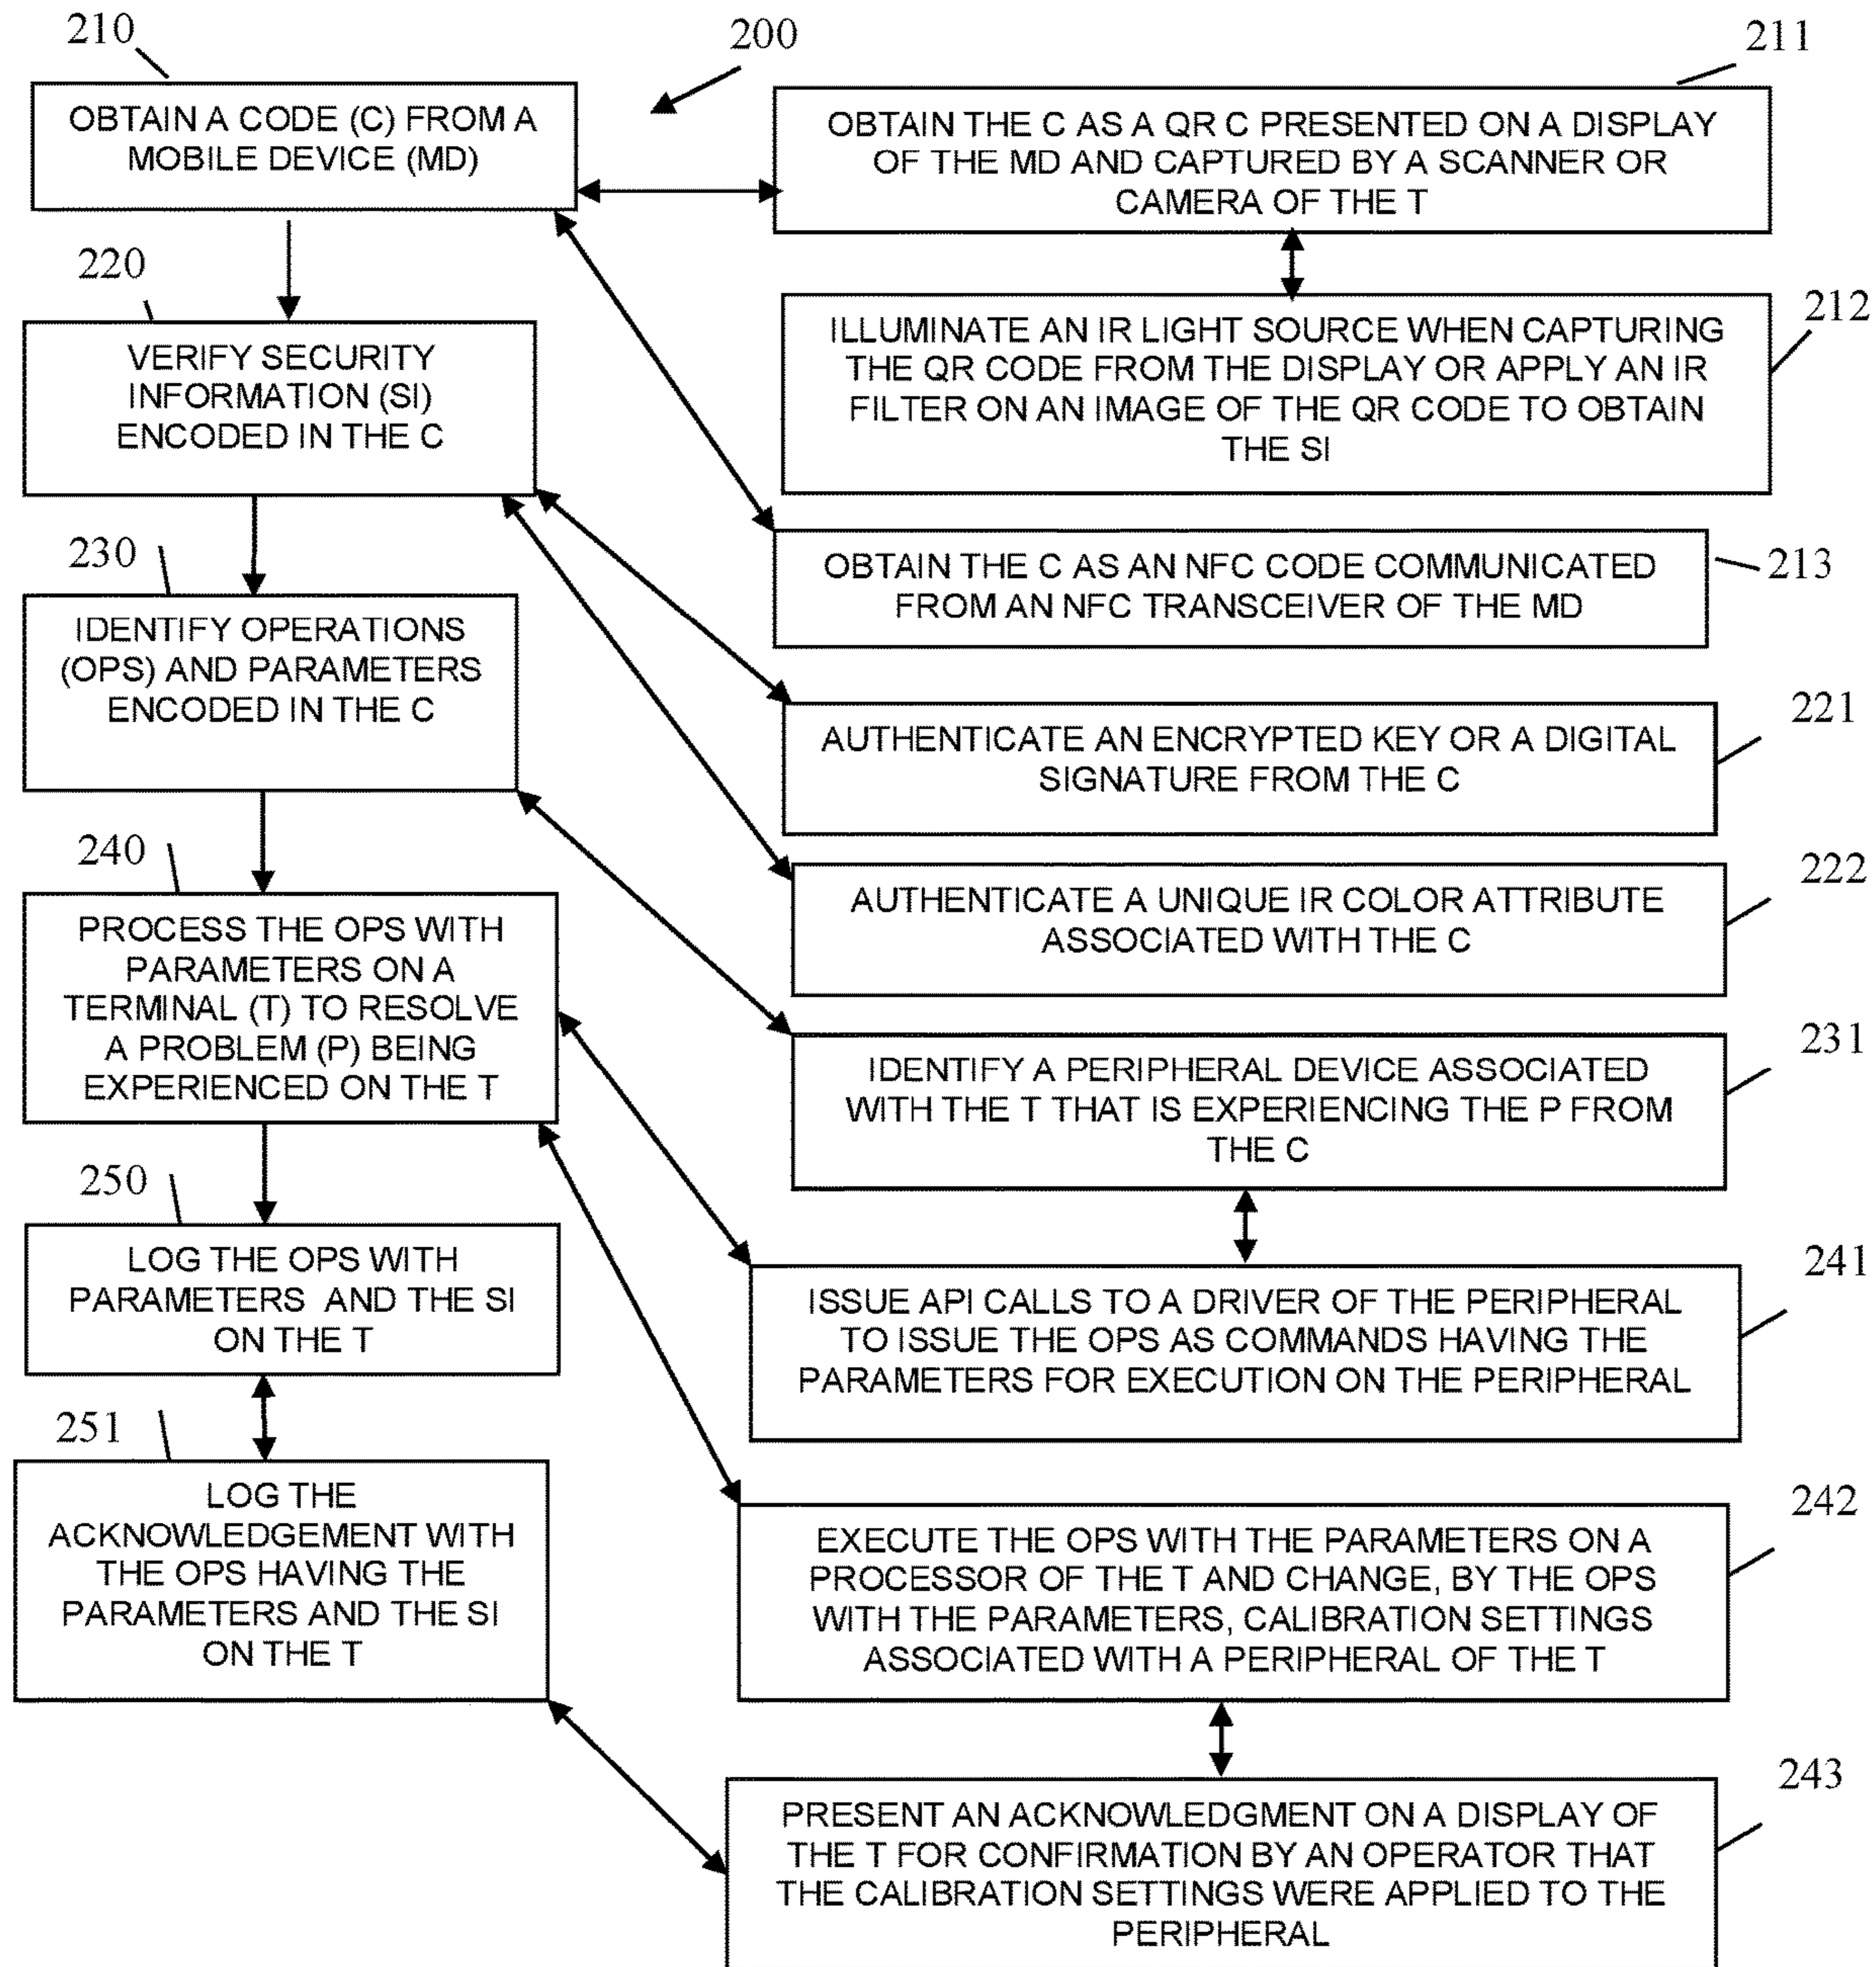 210
200
211
OBTAIN A CODE (C) FROM A
MOBILE DEVICE (MD)
OBTAIN THE C AS A QR C PRESENTED ON A DISPLAY
OF THE MD AND CAPTURED BY A SCANNER OR
CAMERA OF THE T
220
212
VERIFY SECURITY
INFORMATION (SI)
ENCODED IN THE C
ILLUMINATE AN IR LIGHT SOURCE WHEN CAPTURING
THE QR CODE FROM THE DISPLAY OR APPLY AN IR
FILTER ON AN IMAGE OF THE QR CODE TO OBTAIN
THE SI
230
213
OBTAIN THE C AS AN NFC CODE COMMUNICATED
FROM AN NFC TRANSCEIVER OF THE MD
IDENTIFY OPERATIONS
(OPS) AND PARAMETERS
ENCODED IN THE C
221
AUTHENTICATE AN ENCRYPTED KEY OR A DIGITAL
SIGNATURE FROM THE C
240
222
AUTHENTICATE A UNIQUE IR COLOR ATTRIBUTE
ASSOCIATED WITH THE C
PROCESS THE OPS WITH
PARAMETERS ON A
TERMINAL (T) TO RESOLVE
A PROBLEM (P) BEING
EXPERIENCED ON THE T
231
IDENTIFY A PERIPHERAL DEVICE ASSOCIATED
WITH THE T THAT IS EXPERIENCING THE P FROM
THE C
250
LOG THE OPS WITH
PARAMETERS AND THE SI
ON THE T
241
ISSUE API CALLS TO A DRIVER OF THE PERIPHERAL
TO ISSUE THE OPS AS COMMANDS HAVING THE
PARAMETERS FOR EXECUTION ON THE PERIPHERAL
251
LOG THE
ACKNOWLEDGEMENT WITH
THE OPS HAVING THE
PARAMETERS AND THE SI
ON THE T
242
EXECUTE THE OPS WITH THE PARAMETERS ON A
PROCESSOR OF THE T AND CHANGE, BY THE OPS
WITH THE PARAMETERS, CALIBRATION SETTINGS
ASSOCIATED WITH A PERIPHERAL OF THE T
243
PRESENT AN ACKNOWLEDGMENT ON A DISPLAY OF
THE T FOR CONFIRMATION BY AN OPERATOR THAT
THE CALIBRATION SETTINGS WERE APPLIED TO THE
PERIPHERAL